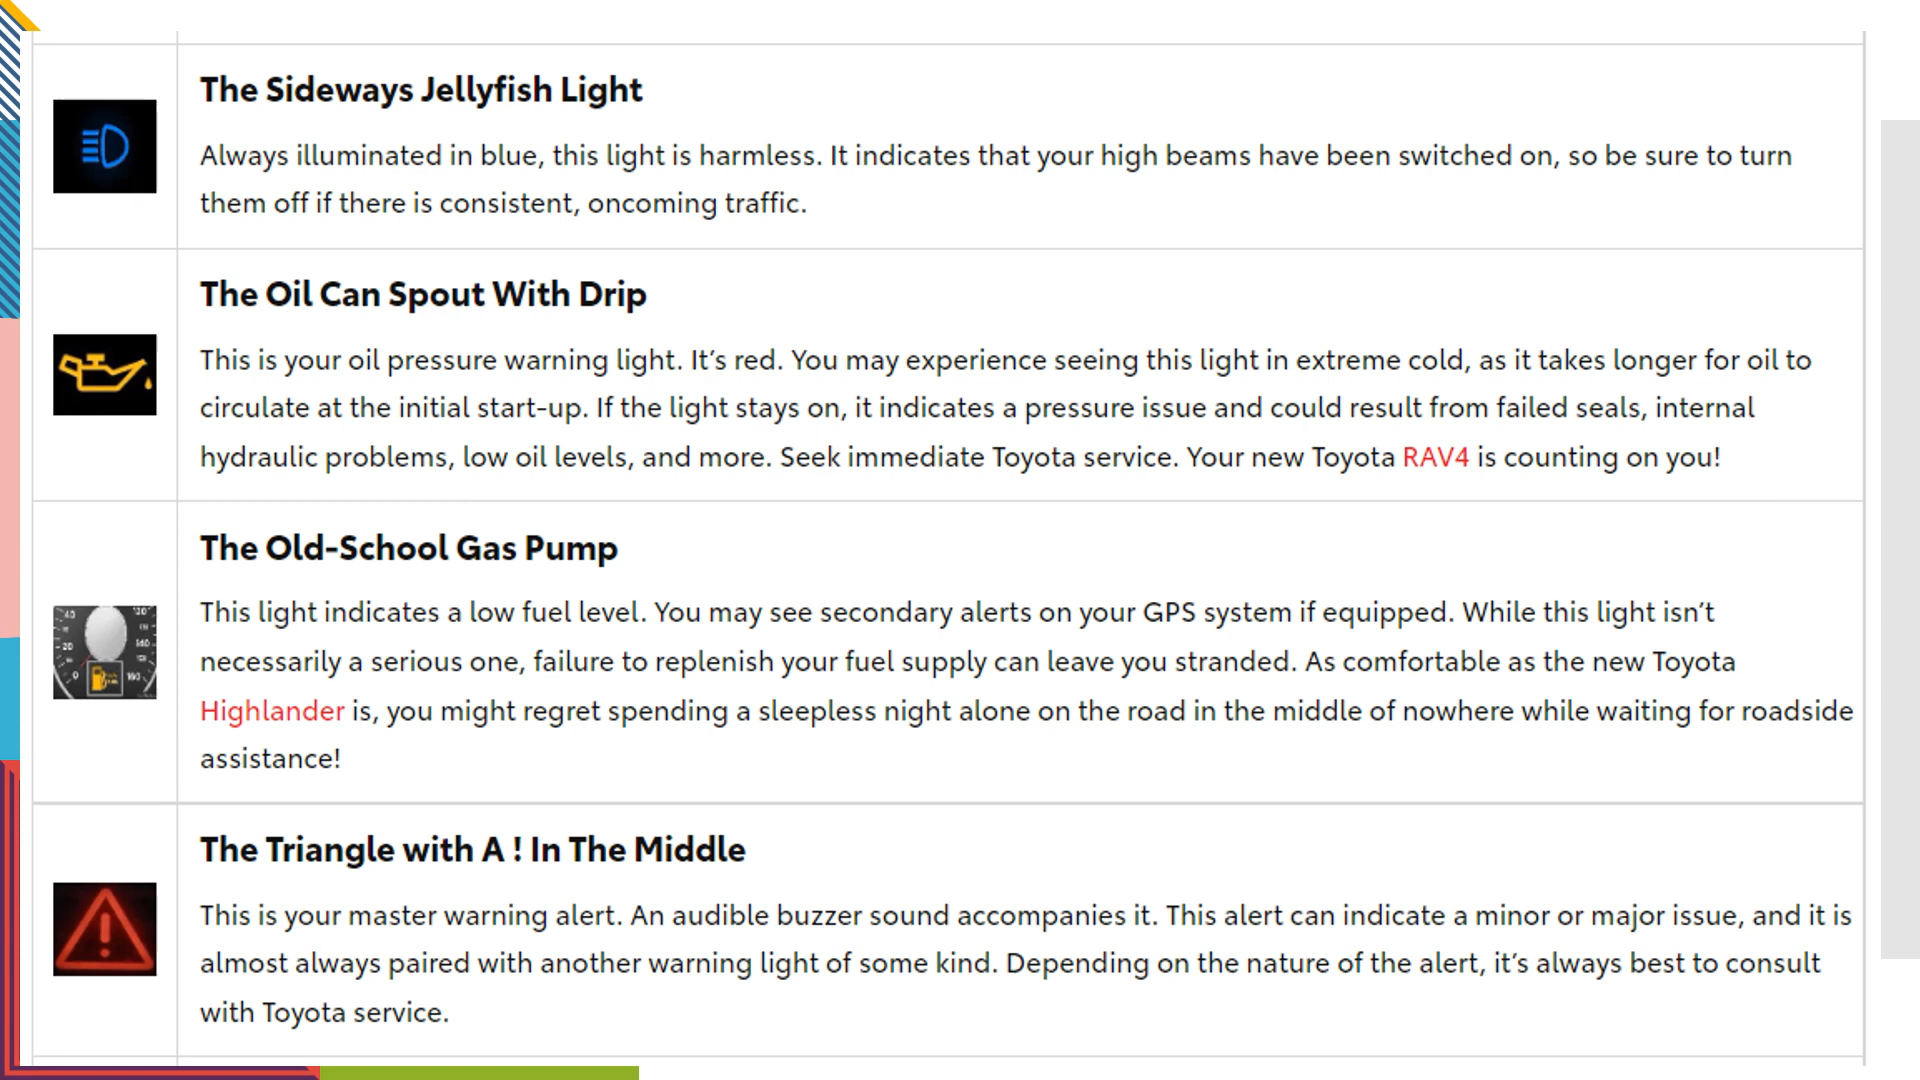 The Sideways Jellyfish Light
Always illuminated in blue, this light is harmless. It indicates that your high beams have been switched on, so be sure to turn
them off if there is consistent, oncoming traffic.
The Oil Can Spout With Drip
This is your oil pressure warning light. It’s red. You may experience seeing this light in extreme cold, as it takes longer for oil to
circulate at the initial start-up. If the light stays on, it indicates a pressure issue and could result from failed seals, internal
hydraulic problems, low oil levels, and more. Seek immediate Toyota service. Your new Toyota RAV4 is counting on you!
The Old-School Gas Pump
This light indicates a low fuel level. You may see secondary alerts on your GPS system if equipped. While this light isn’t
necessarily a serious one, failure to replenish your fuel supply can leave you stranded. As comfortable as the new Toyota
Highlander is, you might regret spending a sleepless night alone on the road in the middle of nowhere while waiting for roadside
assistance!
The Triangle with A ! In The Middle
This is your master warning alert. An audible buzzer sound accompanies it. This alert can indicate a minor or major issue, and it is
almost always paired with another warning light of some kind. Depending on the nature of the alert, it’s always best to consult
with Toyota service.